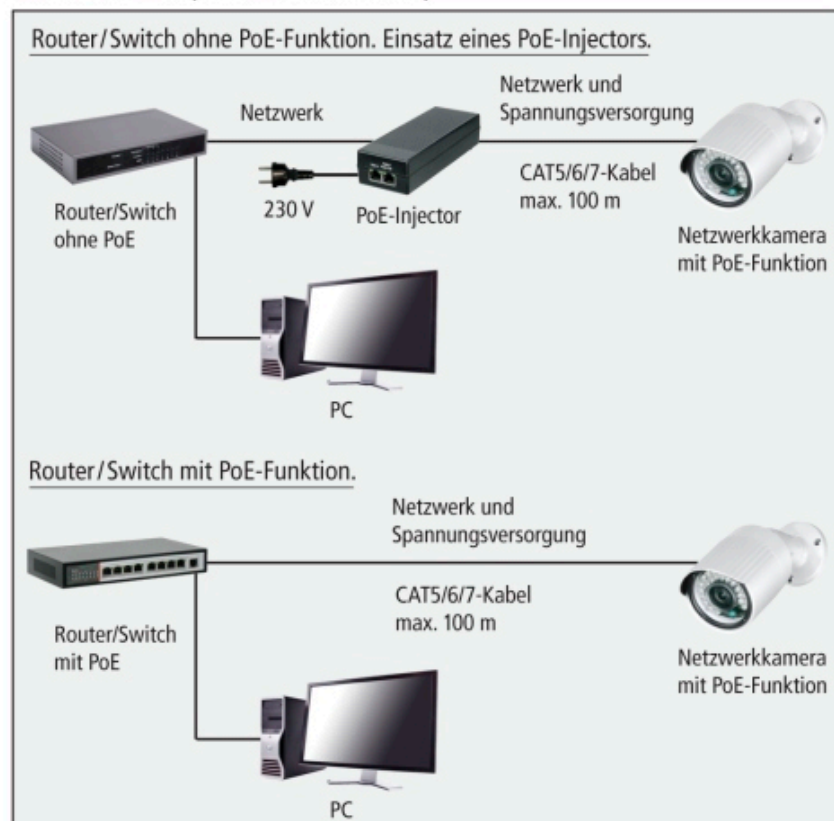 Router/Switch ohne PoE-Funktion. Einsatz eines PoE-Injectors.
Netzwerk
Netzwerk und
Spannungsversorgung
230 V
PoE-Injector
CAT5/6/7-Kabel
max. 100 m
Router/Switch
ohne PoE
Netzwerkkamera
mit PoE-Funktion
PC
Router/Switch mit PoE-Funktion.
Netzwerk und
Spannungsversorgung
CAT5/6/7-Kabel
max. 100 m
Router/Switch
mit PoE
Netzwerkkamera
mit PoE-Funktion
PC